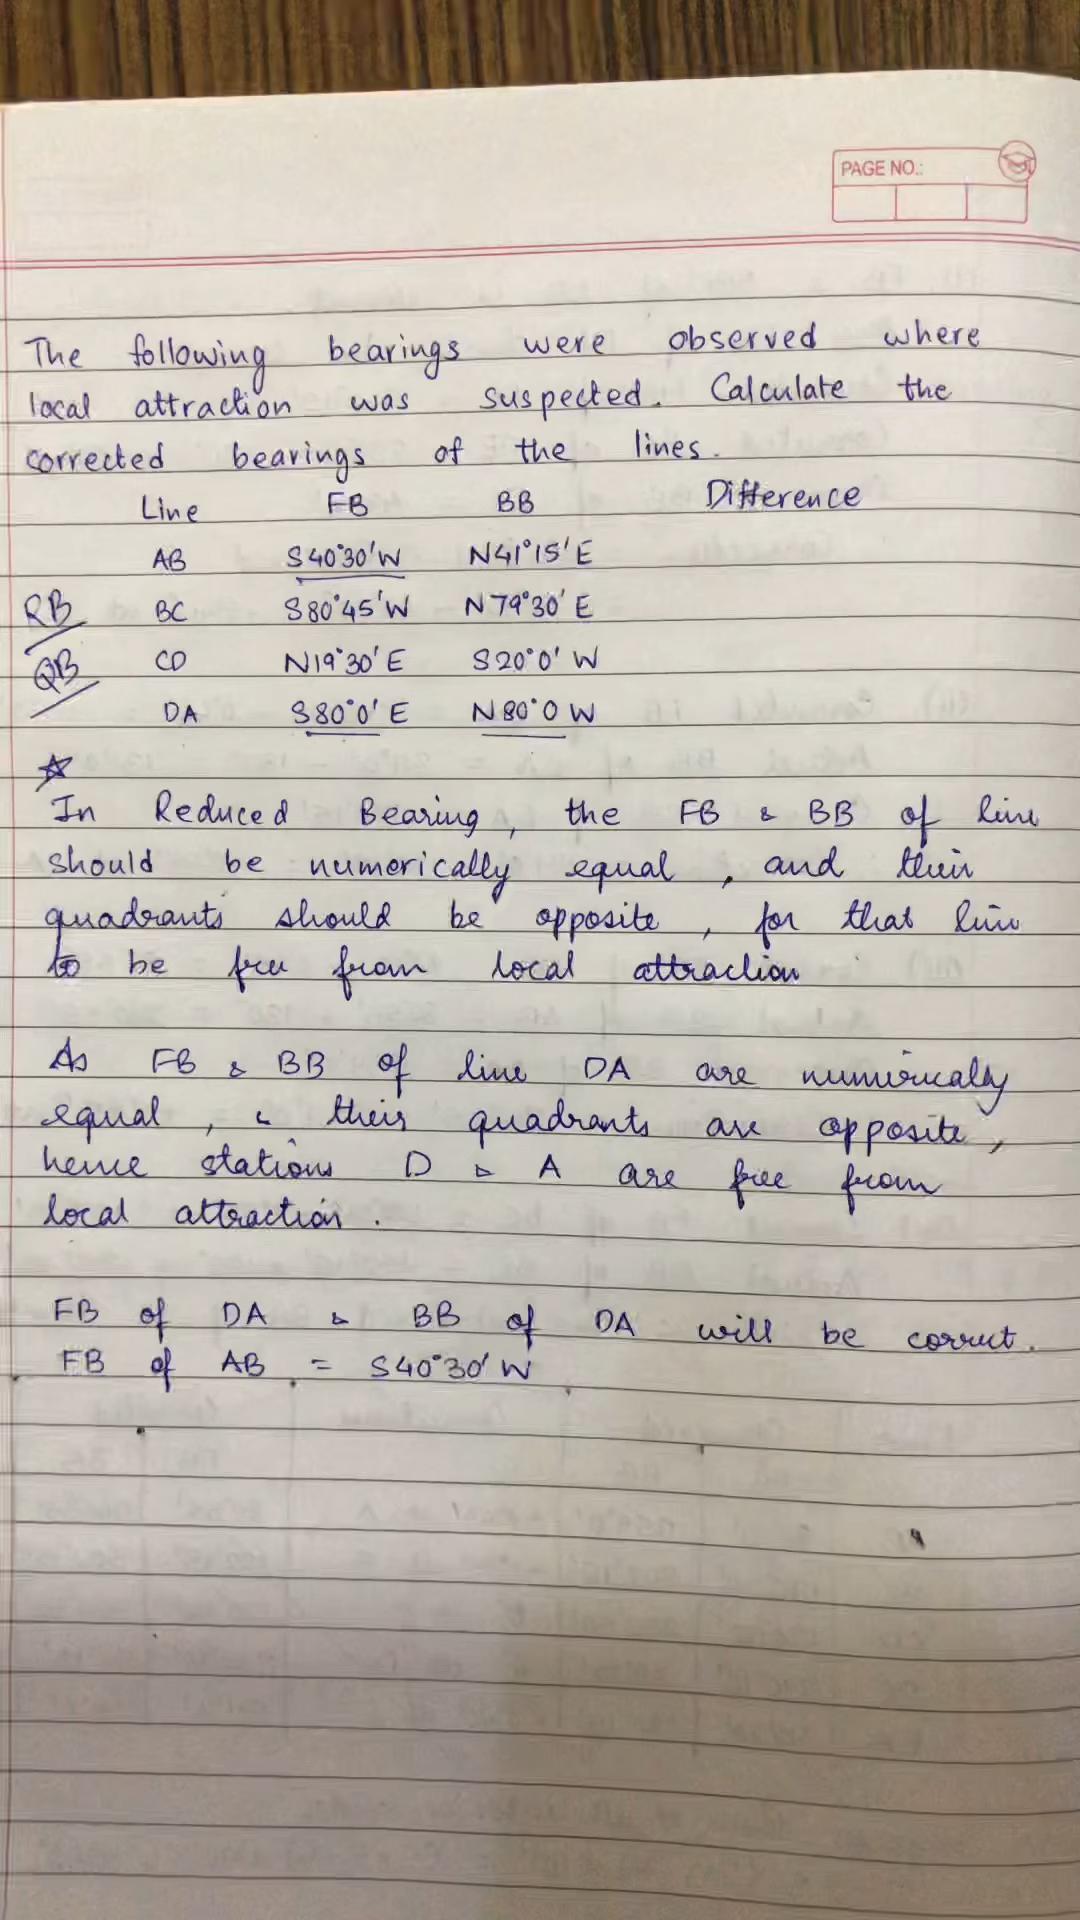 PAGE NO.:
The following bearings were observed where
local attraction was suspected. Calculate the
corrected bearings of the lines.
Line FB BB Difference
AB S40°30'W N41°15'E
RB BC S80°45'W N79°30'E
QB CD N19°30'E S20°0'W
DA S80°0'E N80°0W
In Reduced Bearing, the FB & BB of line
should be numerically equal, and their
quadrants should be opposite, for that line
to be free from local attraction
As FB & BB of line DA are numerically
equal, & their quadrants are opposite,
hence stations D & A are free from
local attraction.
FB of DA & BB of DA will be correct.
FB of AB = S40°30'W